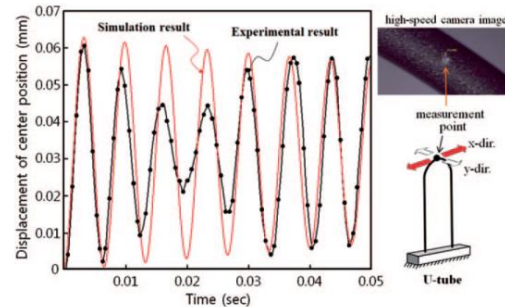 high-speed camera image
Simulation result
Experimental result
Displacement of center position (mm)
0.07
0.06
0.05
0.04
0.03
0.02
0.01
0
0.01
0.02
0.03
0.04
0.05
Time (sec)
measurement
point
x-dir.
y-dir.
U-tube